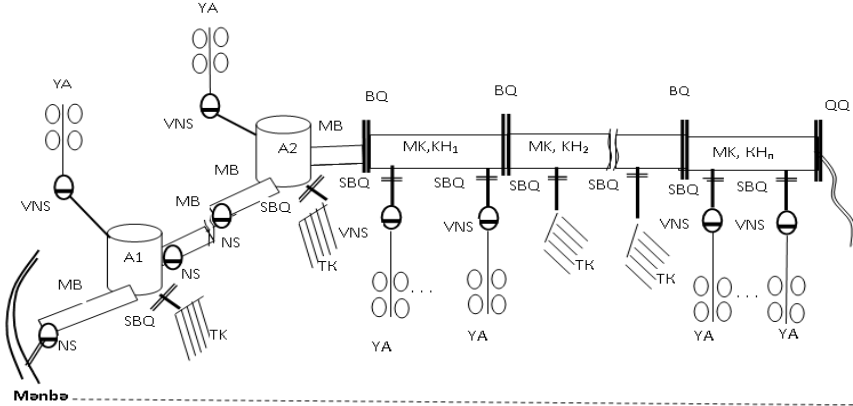 YA
YA
BQ
BQ
BQ
QQ
VNS
MB
A2
MK,KH₁
MK, KH₂
MK, KHₙ
MB
SBQ
SBQ
SBQ
SBQ
SBQ
SBQ
SBQ
VNS
MB
NS
VNS
VNS
VNS
VNS
A1
NS
TK
TK
TK
MB
SBQ
...
...
NS
TK
YA
YA
YA
YA
Mənbə